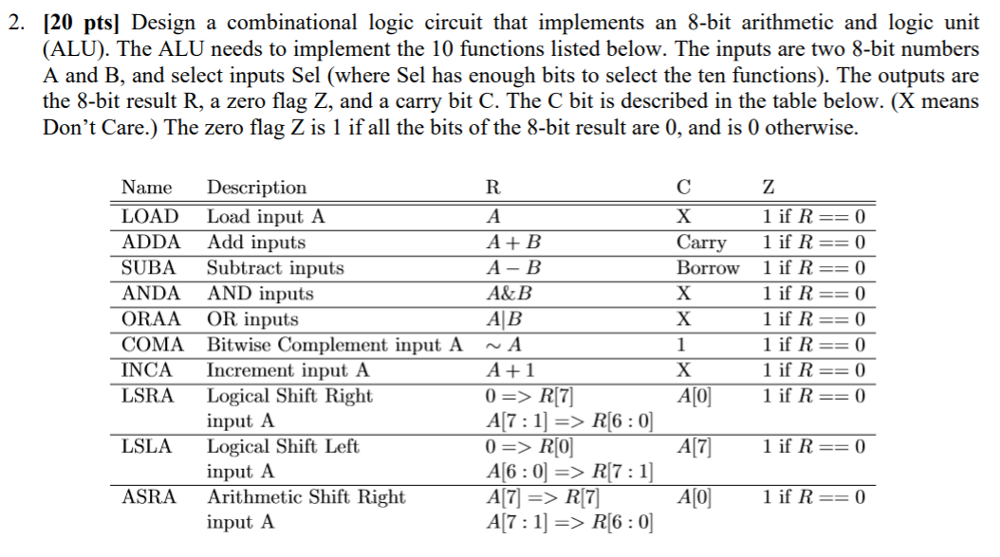 2. [20 pts] Design a combinational logic circuit that implements an 8-bit arithmetic and logic unit
(ALU). The ALU needs to implement the 10 functions listed below. The inputs are two 8-bit numbers
A and B, and select inputs Sel (where Sel has enough bits to select the ten functions). The outputs are
the 8-bit result R, a zero flag Z, and a carry bit C. The C bit is described in the table below. (X means
Don't Care.) The zero flag Z is 1 if all the bits of the 8-bit result are 0, and is 0 otherwise.
Name Description R C Z
LOAD Load input A A X 1 if R == 0
ADDA Add inputs A + B Carry 1 if R == 0
SUBA Subtract inputs A − B Borrow 1 if R == 0
ANDA AND inputs A&B X 1 if R == 0
ORAA OR inputs A|B X 1 if R == 0
COMA Bitwise Complement input A ∼ A 1 1 if R == 0
INCA Increment input A A + 1 X 1 if R == 0
LSRA Logical Shift Right 0 => R[7] A[0] 1 if R == 0
input A A[7 : 1] => R[6 : 0]
LSLA Logical Shift Left 0 => R[0] A[7] 1 if R == 0
input A A[6 : 0] => R[7 : 1]
ASRA Arithmetic Shift Right A[7] => R[7] A[0] 1 if R == 0
input A A[7 : 1] => R[6 : 0]